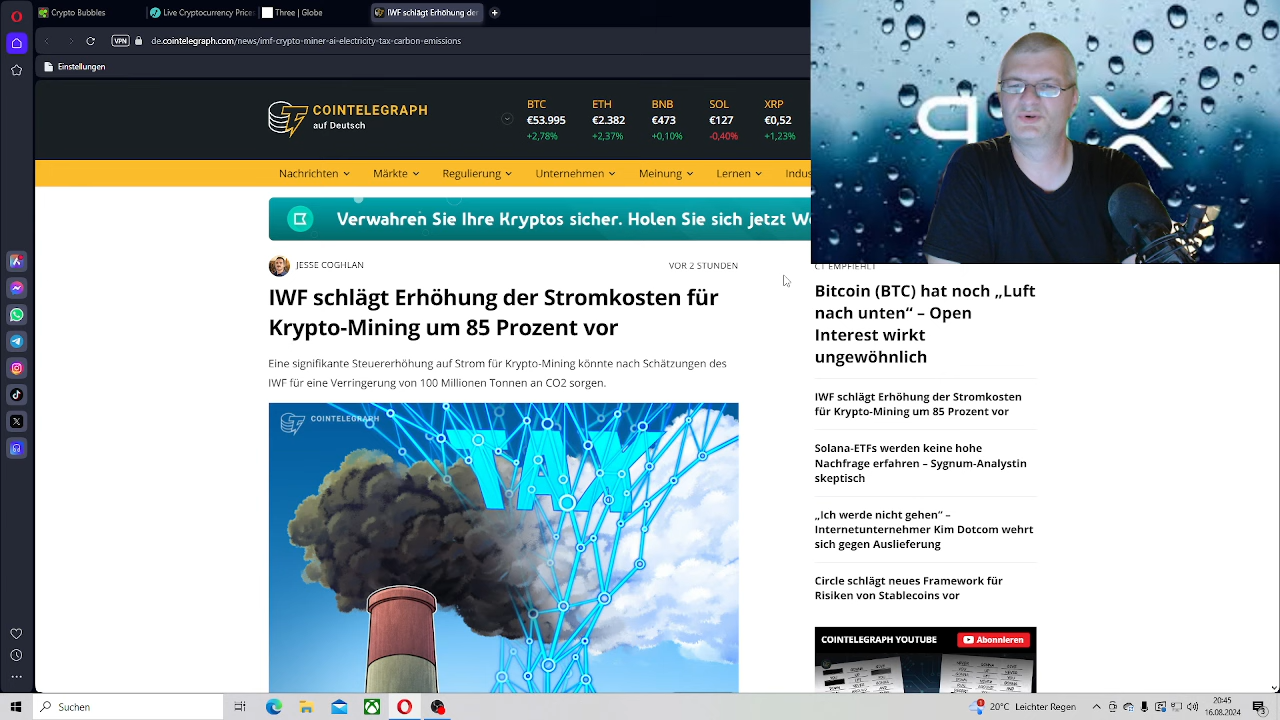 Crypto Bubbles
Live Cryptocurrency Price
Three | Globe
IWF schlägt Erhöhung der
VPN
de.cointelegraph.com/news/imf-crypto-mining-ai-electricity-tax-carbon-emissions
Einstellungen
COINTELEGRAPH
auf Deutsch
BTC ETH BNB SOL XRP
€53.995 €2.382 €473 €127 €0,52
+2,78% +2,37% +0,10% -0,40% +1,23%
Nachrichten Märkte Regulierung Unternehmen Meinung Lernen Indus
Verwahren Sie Ihre Kryptos sicher. Holen Sie sich jetzt
JESSE COGHLAN
VOR 2 STUNDEN
IWF schlägt Erhöhung der Stromkosten für
Krypto-Mining um 85 Prozent vor
Eine signifikante Steuererhöhung auf Strom für Krypto-Mining könnte nach Schätzungen des
IWF für eine Verringerung von 100 Millionen Tonnen an CO2 sorgen.
COINTELEGRAPH
TAX
CT EMPFIEHLT
Bitcoin (BTC) hat noch „Luft
nach unten“ – Open
Interest wirkt
ungewöhnlich
IWF schlägt Erhöhung der Stromkosten
für Krypto-Mining um 85 Prozent vor
Solana-ETFs werden keine hohe
Nachfrage erfahren – Sygnum-Analystin
skeptisch
„Ich werde nicht gehen“ –
Internetunternehmer Kim Dotcom wehrt
sich gegen Auslieferung
Circle schlägt neues Framework für
Risiken von Stablecoins vor
COINTELEGRAPH YOUTUBE
Abonnieren
Suchen
20°C Leichter Regen
20:45
16.08.2024